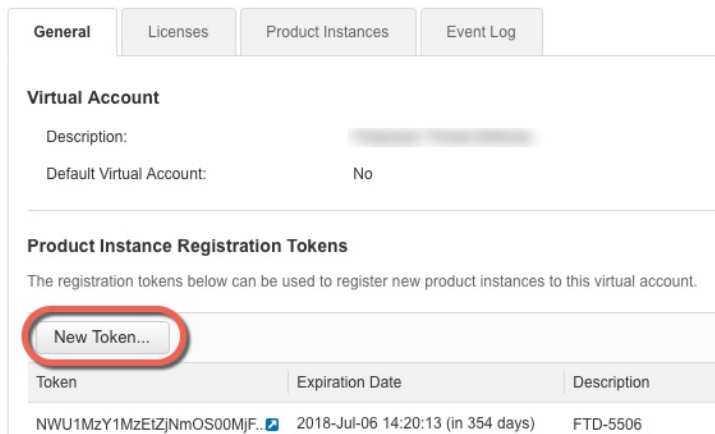 General Licenses Product Instances Event Log
Virtual Account
Description:
Default Virtual Account: No
Product Instance Registration Tokens
The registration tokens below can be used to register new product instances to this virtual account.
New Token...
Token Expiration Date Description
NWU1MzY1MzEtZjNmOS00MjF.. 2018-Jul-06 14:20:13 (in 354 days) FTD-5506